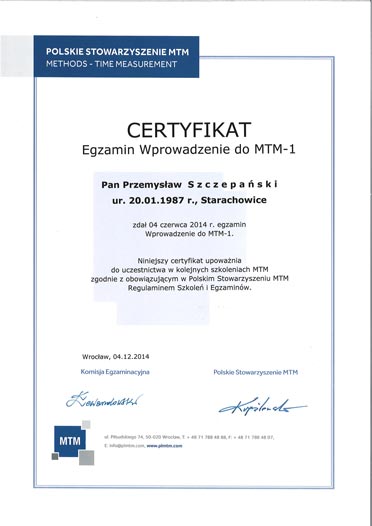 POLSKIE STOWARZYSZENIE MTM
METHODS - TIME MEASUREMENT
CERTYFIKAT
Egzamin Wprowadzenie do MTM-1
Pan Przemysław Szczepański
ur. 20.01.1987 r., Starachowice
zdał 04 czerwca 2014 r. egzamin
Wprowadzenie do MTM-1.
Niniejszy certyfikat upoważnia
do uczestnictwa w kolejnych szkoleniach MTM
zgodnie z obowiązującym w Polskim Stowarzyszeniu MTM
Regulaminem Szkoleń i Egzaminów.
Wrocław, 04.12.2014
Komisja Egzaminacyjna
Polskie Stowarzyszenie MTM
MTM
ul. Piłsudskiego 74, 50-020 Wrocław, T: + 48 71 788 48 88, F: + 48 71 788 48 07,
E. info@plmtm.com, www.plmtm.com